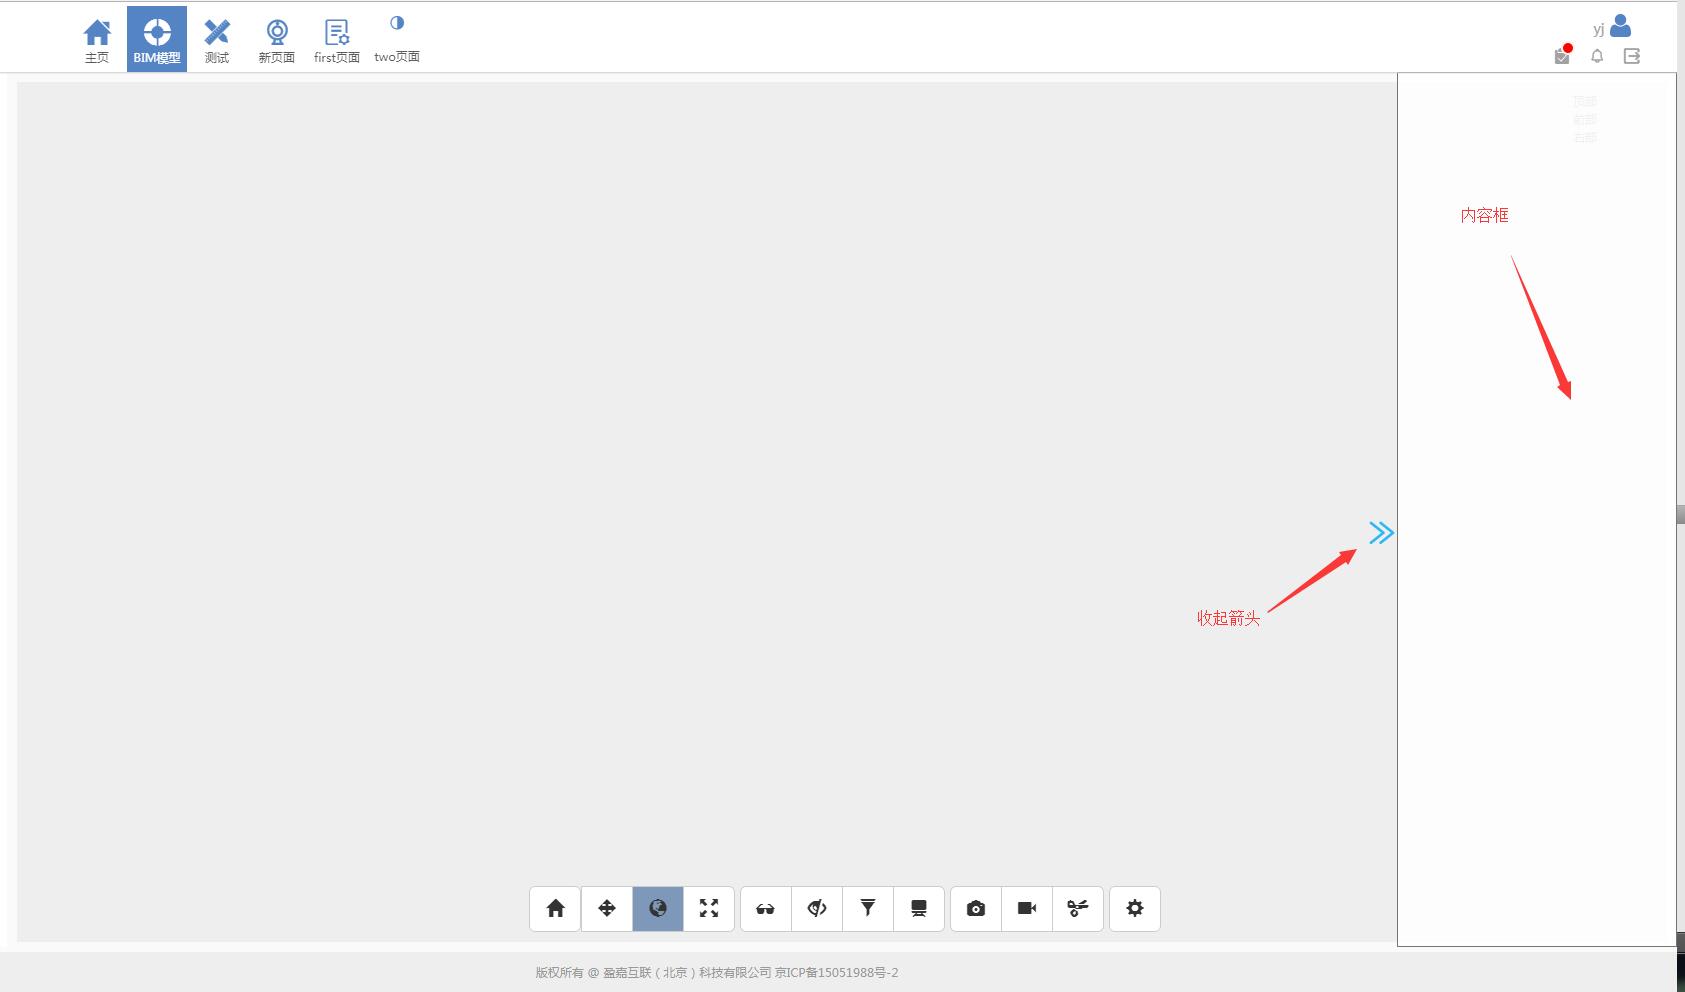 主页
BIM模型
测试
新页面
first页面
two页面
yj
顶部
前部
右部
内容框
收起箭头
版权所有 @ 盈嘉互联（北京）科技有限公司 京ICP备15051988号-2